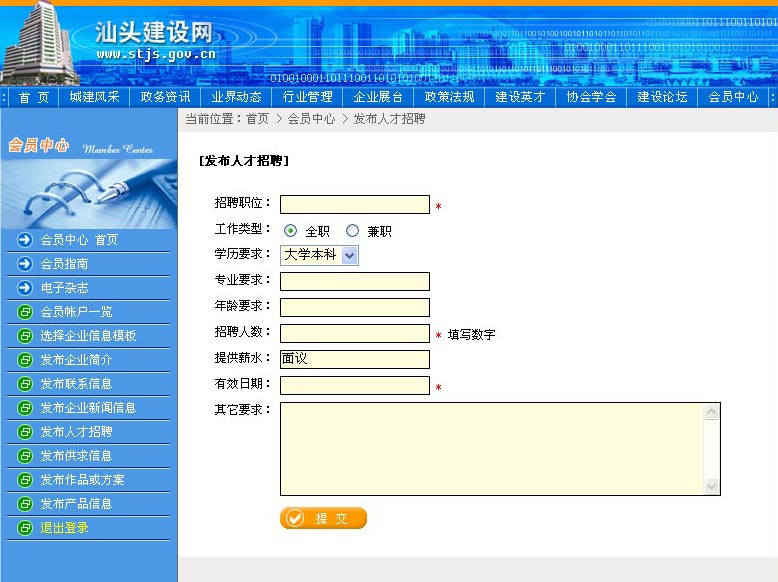 汕头建设网
www.stjs.gov.cn
首 页 城建风采 政务资讯 业界动态 行业管理 企业展台 政策法规 建设英才 协会学会 建设论坛 会员中心
当前位置：首页 > 会员中心 > 发布人才招聘
会员中心 Member Center
[发布人才招聘]
招聘职位： *
工作类型： 全职 兼职
学历要求： 大学本科
专业要求：
年龄要求：
招聘人数： * 填写数字
提供薪水： 面议
有效日期： *
其它要求：
提 交
会员中心 首页
会员指南
电子杂志
会员帐户一览
选择企业信息模板
发布企业简介
发布联系信息
发布企业新闻信息
发布人才招聘
发布供求信息
发布作品或方案
发布产品信息
退出登录